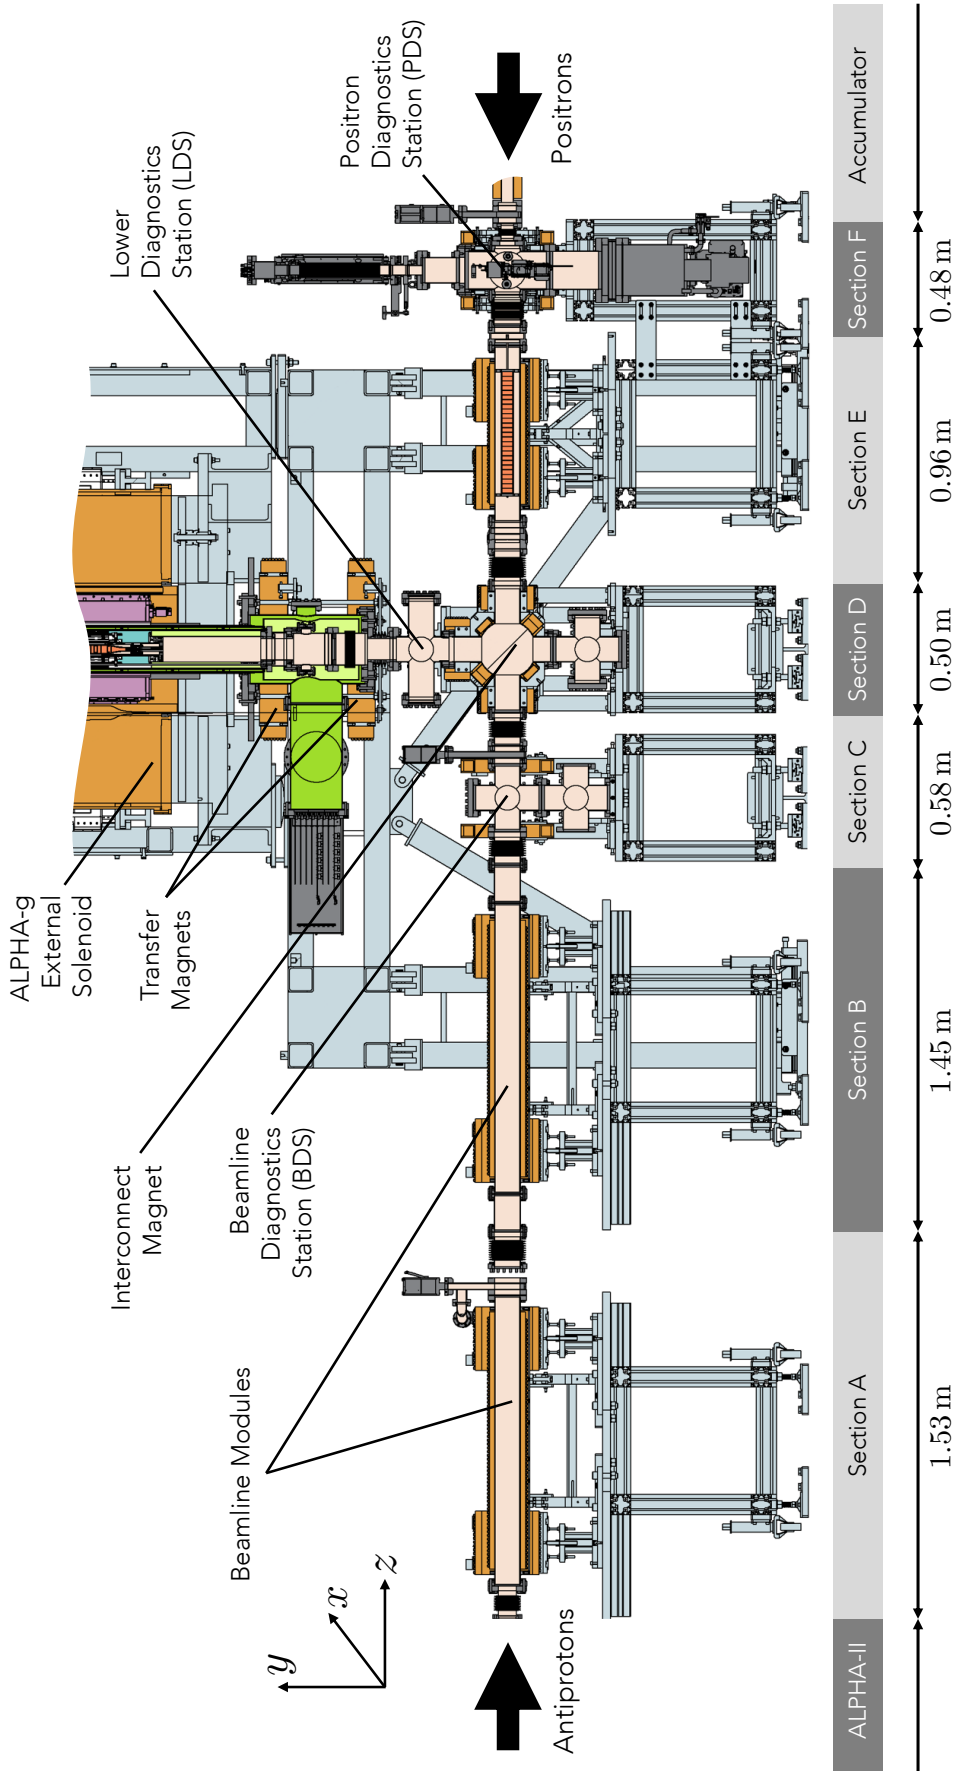 ALPHA-g
External
Solenoid
Transfer
Magnets
Lower
Diagnostics
Station (LDS)
Positron
Diagnostics
Station (PDS)
Positrons
Interconnect
Magnet
Beamline
Diagnostics
Station (BDS)
Beamline Modules
y
x
z
Antiprotons
ALPHA-II
Section A
Section B
Section C
Section D
Section E
Section F
Accumulator
1.53 m
1.45 m
0.58 m
0.50 m
0.96 m
0.48 m